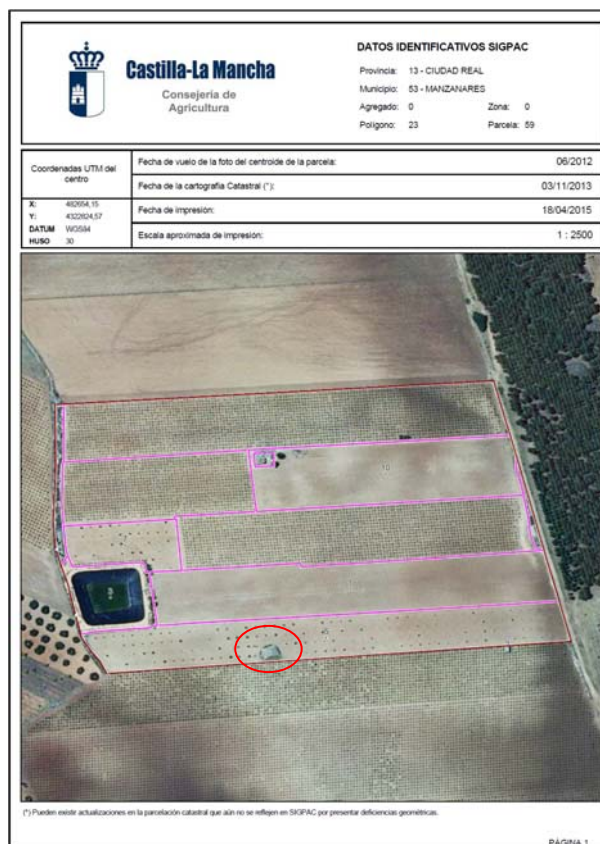 DATOS IDENTIFICATIVOS SIGPAC
Castilla-La Mancha
Consejería de
Agricultura
Provincia: 13 - CIUDAD REAL
Municipio: 53 - MANZANARES
Agregado: 0 Zona: 0
Polígono: 23 Parcela: 59
Coordenadas UTM del
centro
X: 482654,15
Y: 4322824,57
DATUM WGS84
HUSO 30
Fecha de vuelo de la foto del centroide de la parcela: 06/2012
Fecha de la cartografía Catastral (*): 03/11/2013
Fecha de impresión: 18/04/2015
Escala aproximada de impresión: 1 : 2500
10
(*) Pueden existir actualizaciones en la parcelación catastral que aún no se reflejen en SIGPAC por presentar deficiencias geométricas.
PÁGINA 1